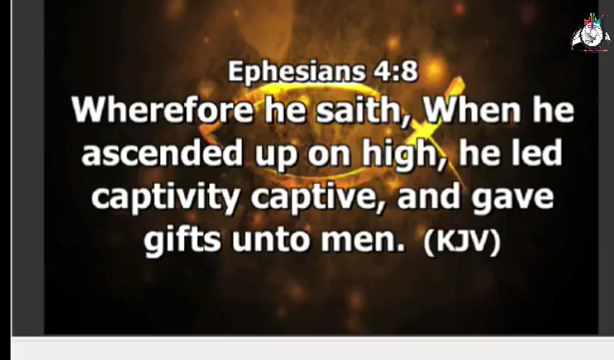 Ephesians 4:8
Wherefore he saith, When he
ascended up on high, he led
captivity captive, and gave
gifts unto men. (KJV)